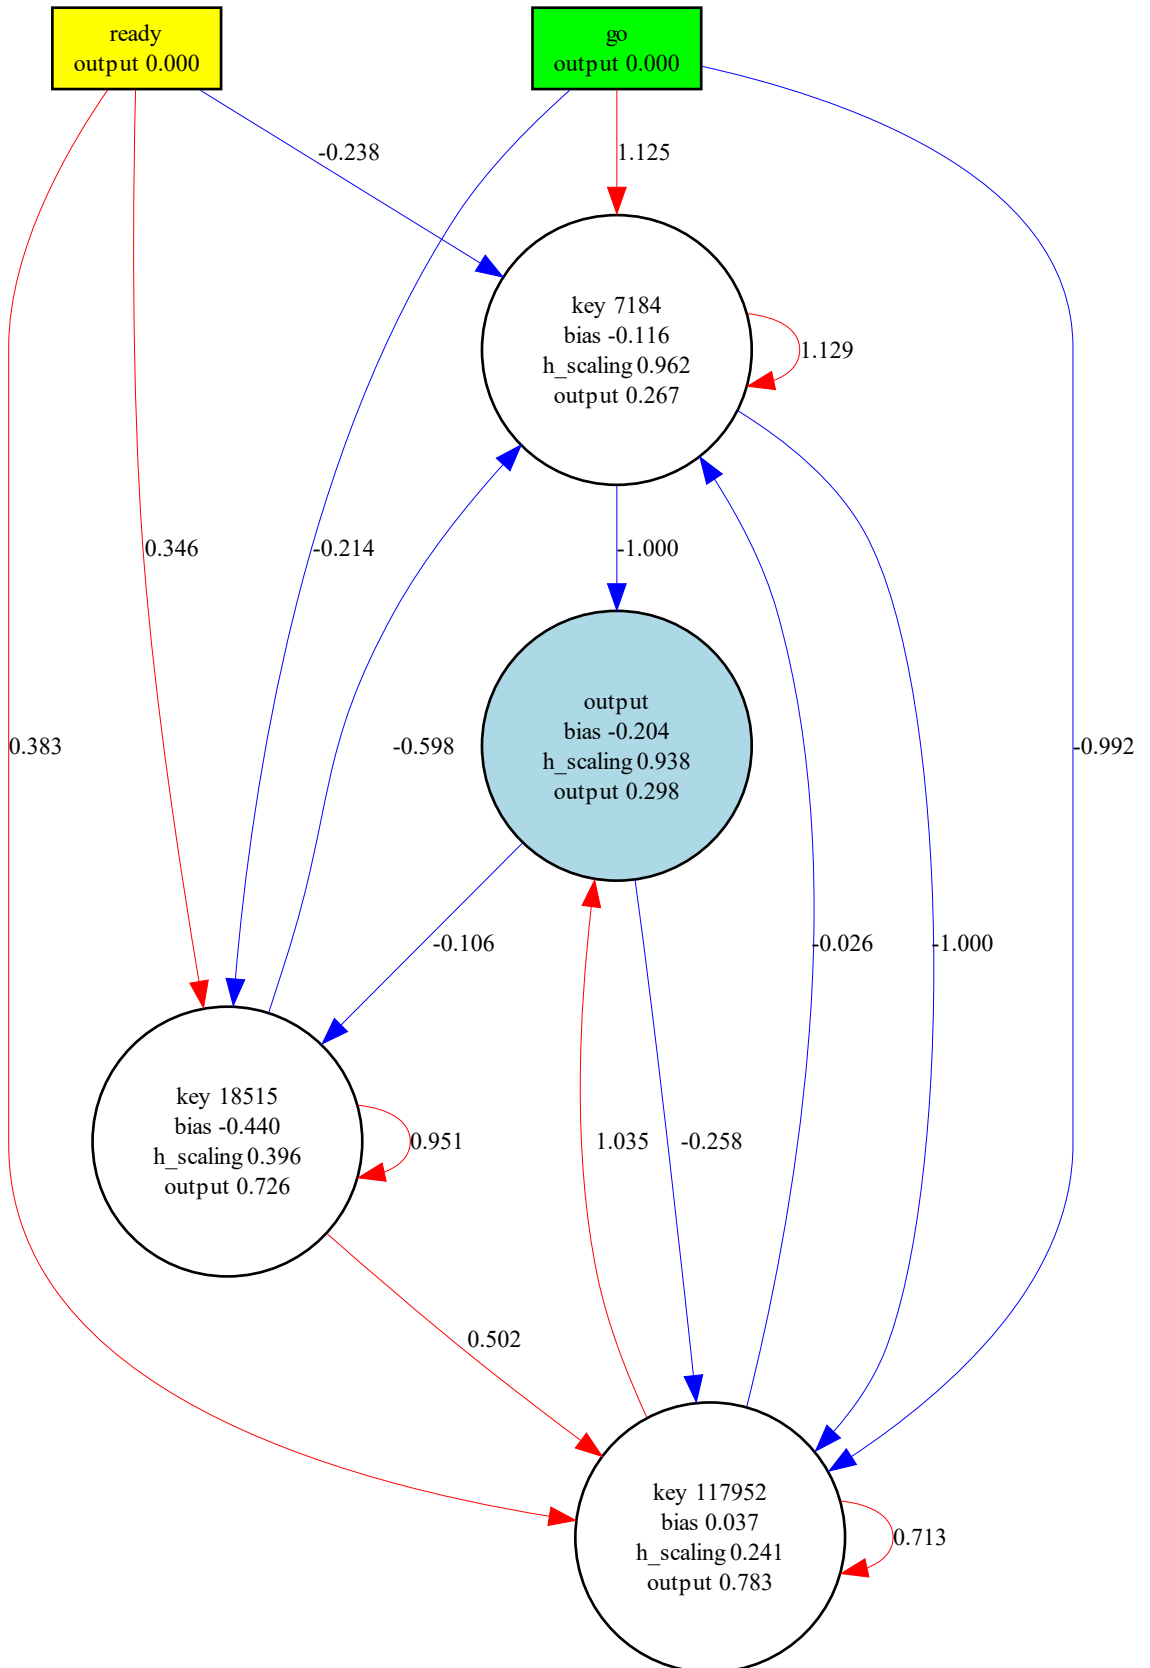 ready
output 0.000
go
output 0.000
-0.238
1.125
key 7184
bias -0.116
h_scaling 0.962
output 0.267
1.129
0.346
-0.214
-1.000
output
bias -0.204
h_scaling 0.938
output 0.298
0.383
-0.598
-0.992
-0.106
-0.026
-1.000
key 18515
bias -0.440
h_scaling 0.396
output 0.726
0.951
1.035
-0.258
0.502
key 117952
bias 0.037
h_scaling 0.241
output 0.783
0.713